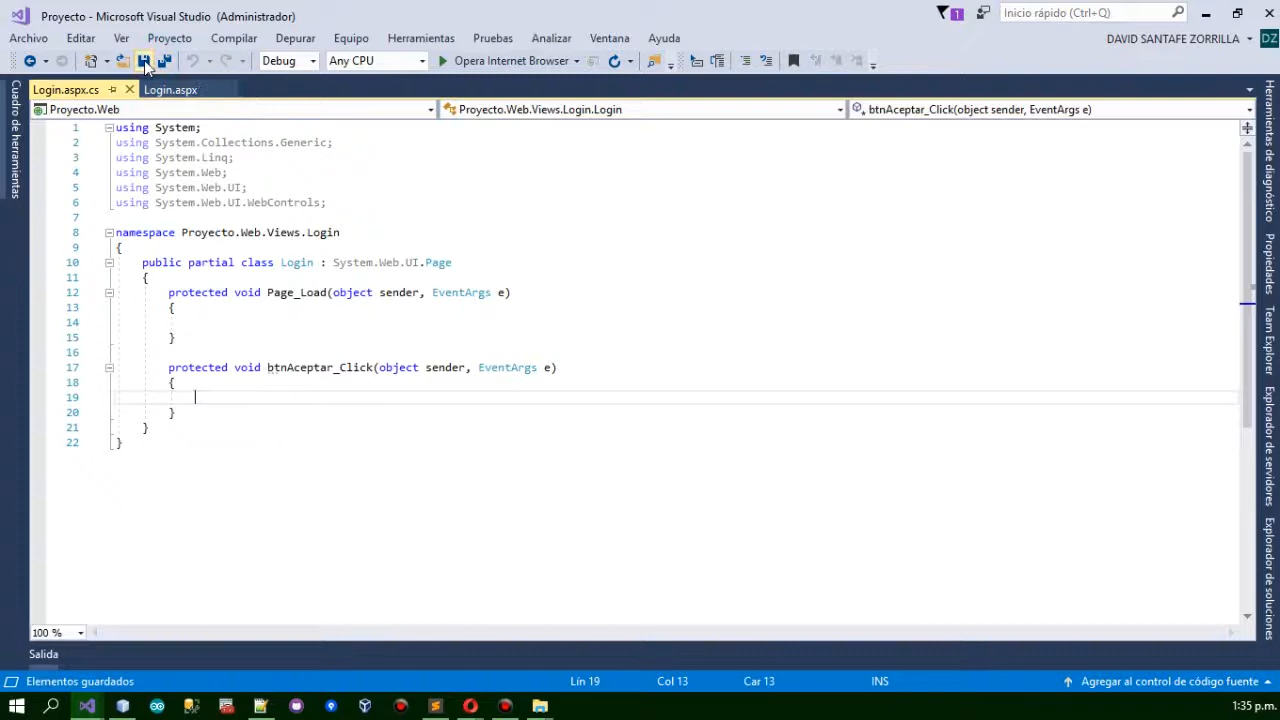 Proyecto - Microsoft Visual Studio (Administrador)
1
Inicio rápido (Ctrl+Q)
Archivo Editar Ver Proyecto Compilar Depurar Equipo Herramientas Pruebas Analizar Ventana Ayuda
DAVID SANTAFE ZORRILLA
DZ
Debug Any CPU Opera Internet Browser
Login.aspx.cs Login.aspx
Proyecto.Web Proyecto.Web.Views.Login.Login btnAceptar_Click(object sender, EventArgs e)
Cuadro de herramientas
1 using System;
2 using System.Collections.Generic;
3 using System.Linq;
4 using System.Web;
5 using System.Web.UI;
6 using System.Web.UI.WebControls;
7
8 namespace Proyecto.Web.Views.Login
9 {
10 public partial class Login : System.Web.UI.Page
11 {
12 protected void Page_Load(object sender, EventArgs e)
13 {
14
15 }
16
17 protected void btnAceptar_Click(object sender, EventArgs e)
18 {
19
20 }
21 }
22 }
Herramientas de diagnóstico
Propiedades
Team Explorer
Explorador de servidores
Explorador de soluciones
100 %
Salida
Elementos guardados Lín 19 Col 13 Car 13 INS Agregar al control de código fuente
1:35 p.m.